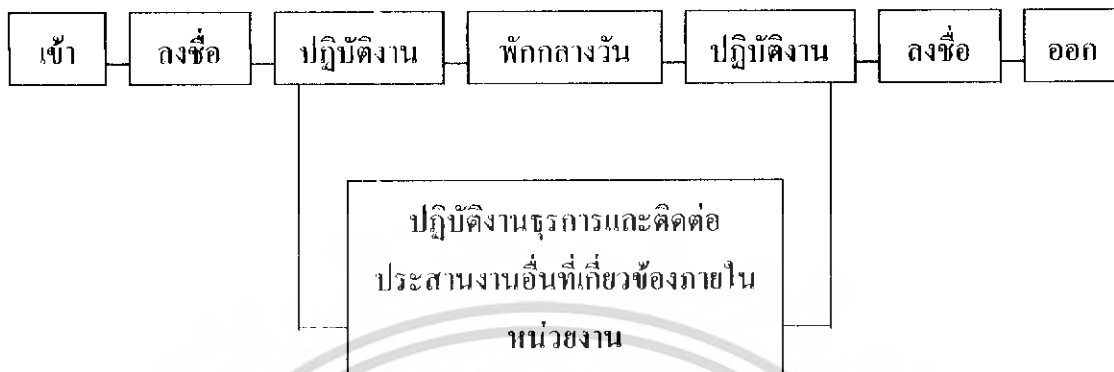 เข้า ลงชื่อ ปฏิบัติงาน พักกลางวัน ปฏิบัติงาน ลงชื่อ ออก
ปฏิบัติงานธุรการและติดต่อ
ประสานงานอื่นที่เกี่ยวข้องภายใน
หน่วยงาน